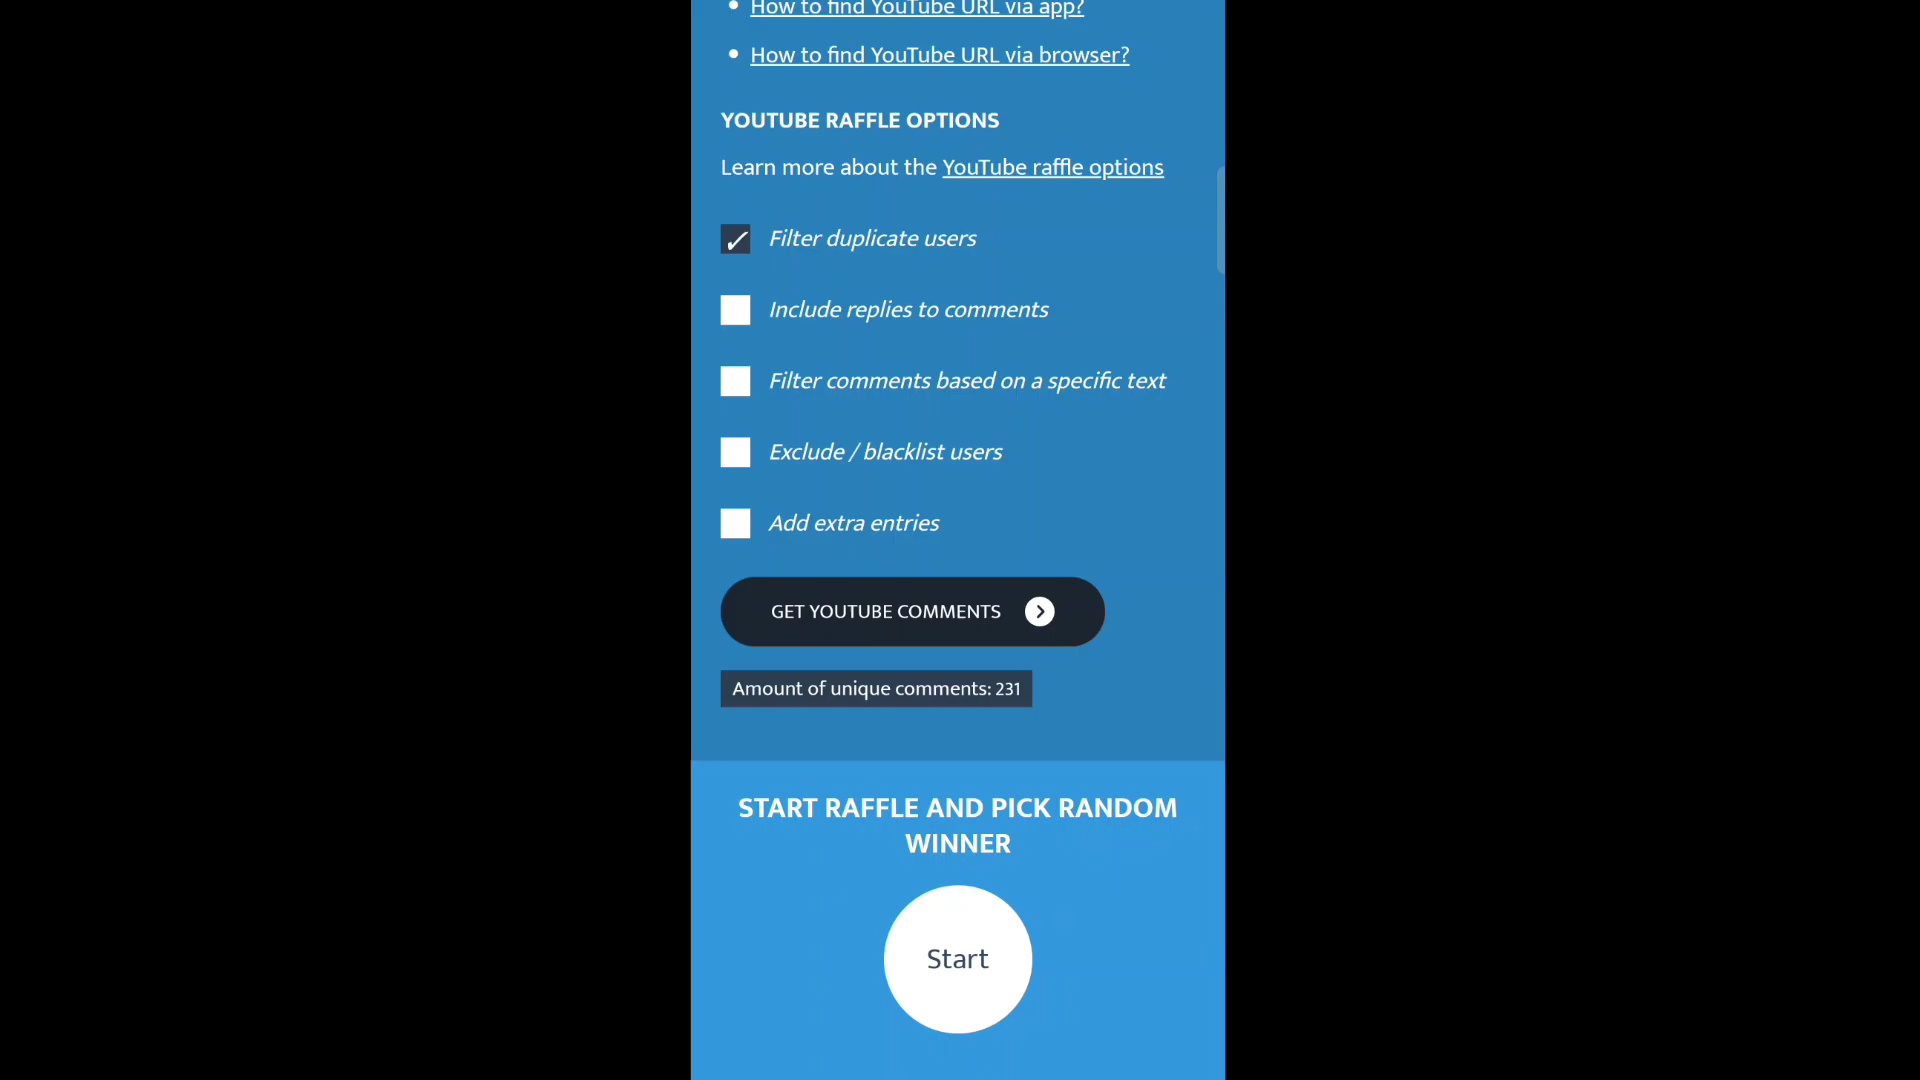 How to find YouTube URL via app?
How to find YouTube URL via browser?
YOUTUBE RAFFLE OPTIONS
Learn more about the YouTube raffle options
Filter duplicate users
Include replies to comments
Filter comments based on a specific text
Exclude / blacklist users
Add extra entries
GET YOUTUBE COMMENTS
Amount of unique comments: 231
START RAFFLE AND PICK RANDOM
WINNER
Start